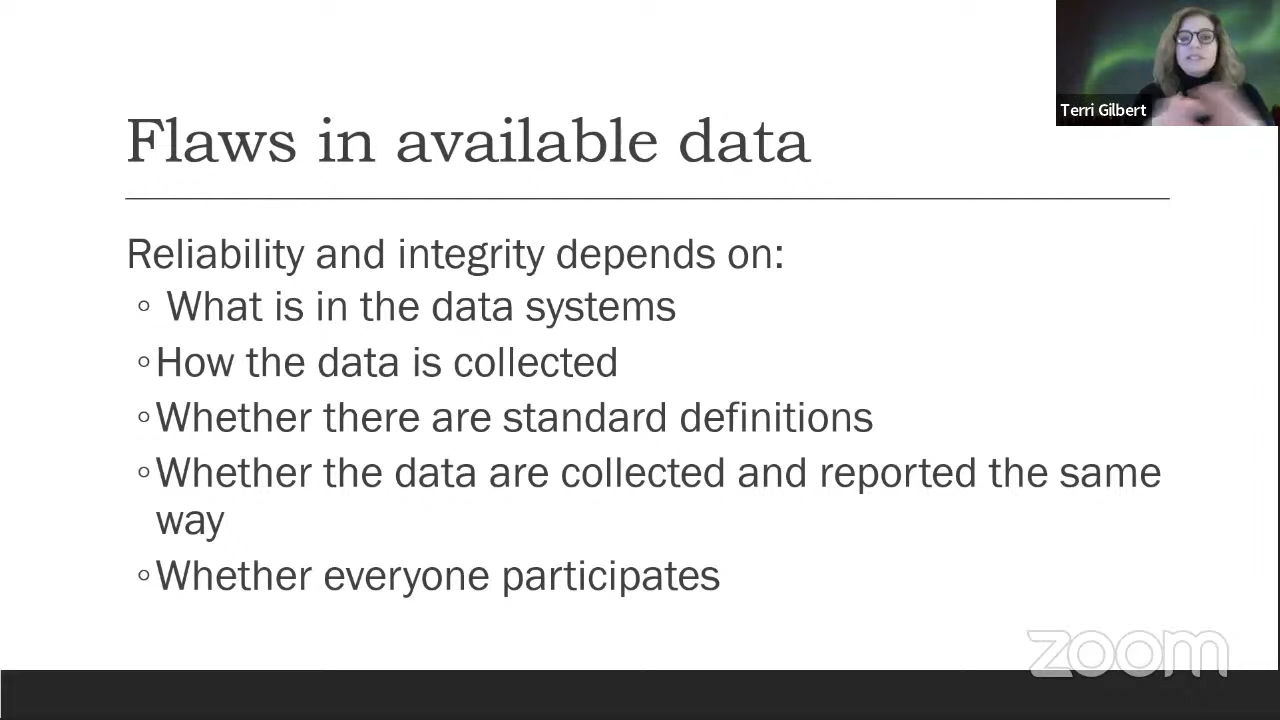 Terri Gilbert
Flaws in available data
Reliability and integrity depends on:
◦ What is in the data systems
◦How the data is collected
◦Whether there are standard definitions
◦Whether the data are collected and reported the same
way
◦Whether everyone participates
zoom